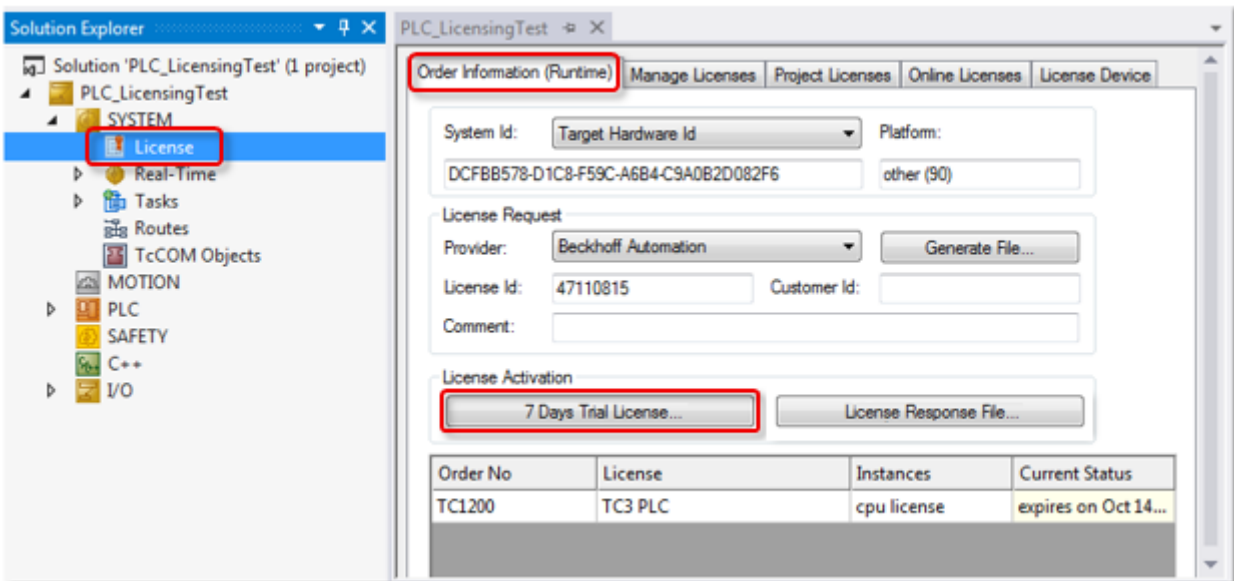 Solution Explorer
Solution 'PLC_LicensingTest' (1 project)
PLC_LicensingTest
SYSTEM
License
Real-Time
Tasks
Routes
TcCOM Objects
MOTION
PLC
SAFETY
C++
I/O
PLC_LicensingTest
Order Information (Runtime) Manage Licenses Project Licenses Online Licenses License Device
System Id: Target Hardware Id Platform:
DCFBB578-D1C8-F59C-A6B4-C9A0B2D082F6 other (90)
License Request
Provider: Beckhoff Automation Generate File...
License Id: 47110815 Customer Id:
Comment:
License Activation
7 Days Trial License... License Response File...
Order No License Instances Current Status
TC1200 TC3 PLC cpu license expires on Oct 14...